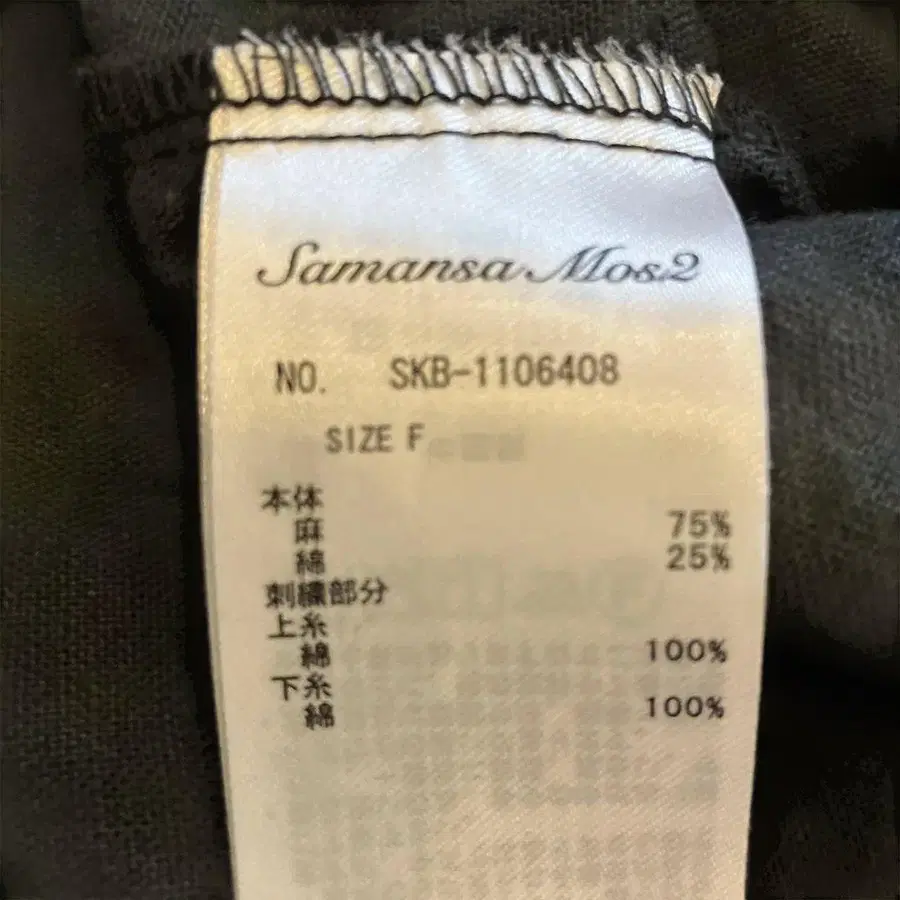 Samansa Mos2
NO. SKB-1106408
SIZE F
本体
麻 75%
綿 25%
刺繍部分
上糸
綿 100%
下糸
綿 100%